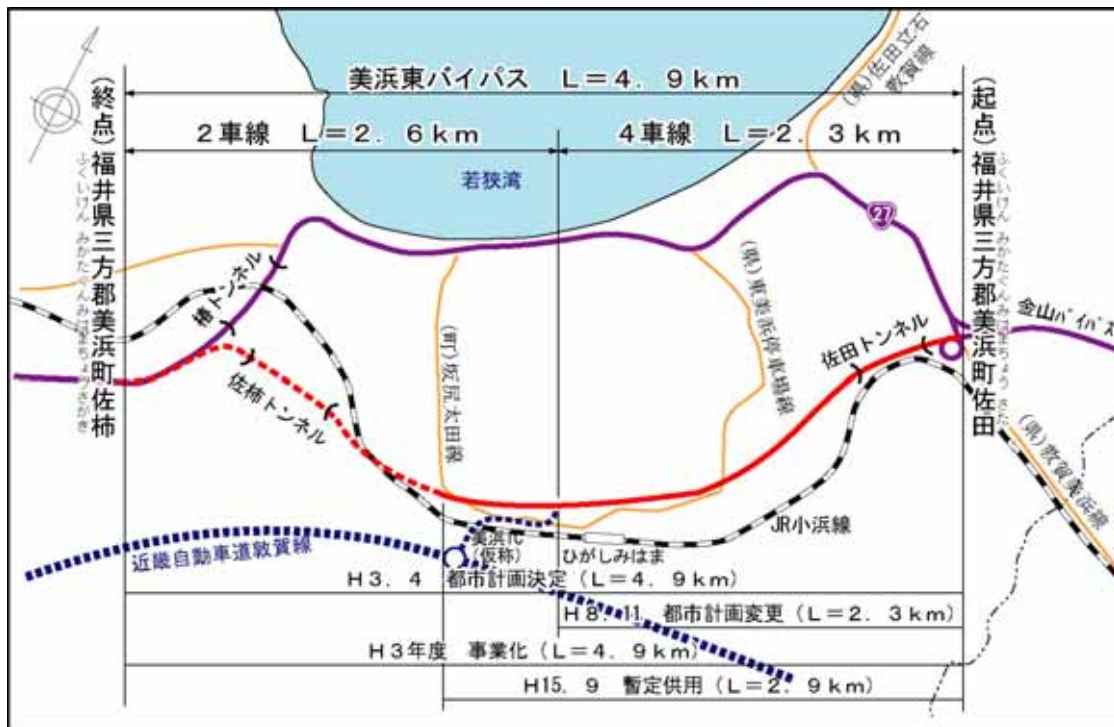 美浜東バイパス　Ｌ＝４．９ｋｍ
２車線　Ｌ＝２．６ｋｍ
４車線　Ｌ＝２．３ｋｍ
（県）佐田立石敦賀線
若狭湾
（終点）福井県三方郡美浜町佐柿
ふくいけん みかたぐんみはまちょうさがき
（起点）福井県三方郡美浜町佐田
ふくいけん みかたぐんみはまちょう さた
27
椿トンネル
佐柿トンネル
（町）坂尻太田線
（県）東美浜停車場線
佐田トンネル
金山ﾊﾞｲﾊﾟｽ
（県）敦賀美浜線
JR小浜線
ひがしみはま
美浜IC
（仮称）
近畿自動車道敦賀線
Ｈ３．４　都市計画決定（Ｌ＝４．９ｋｍ）
Ｈ８．11　都市計画変更（Ｌ＝２．３ｋｍ）
Ｈ３年度　事業化（Ｌ＝４．９ｋｍ）
Ｈ15．９　暫定供用（Ｌ＝２．９ｋｍ）